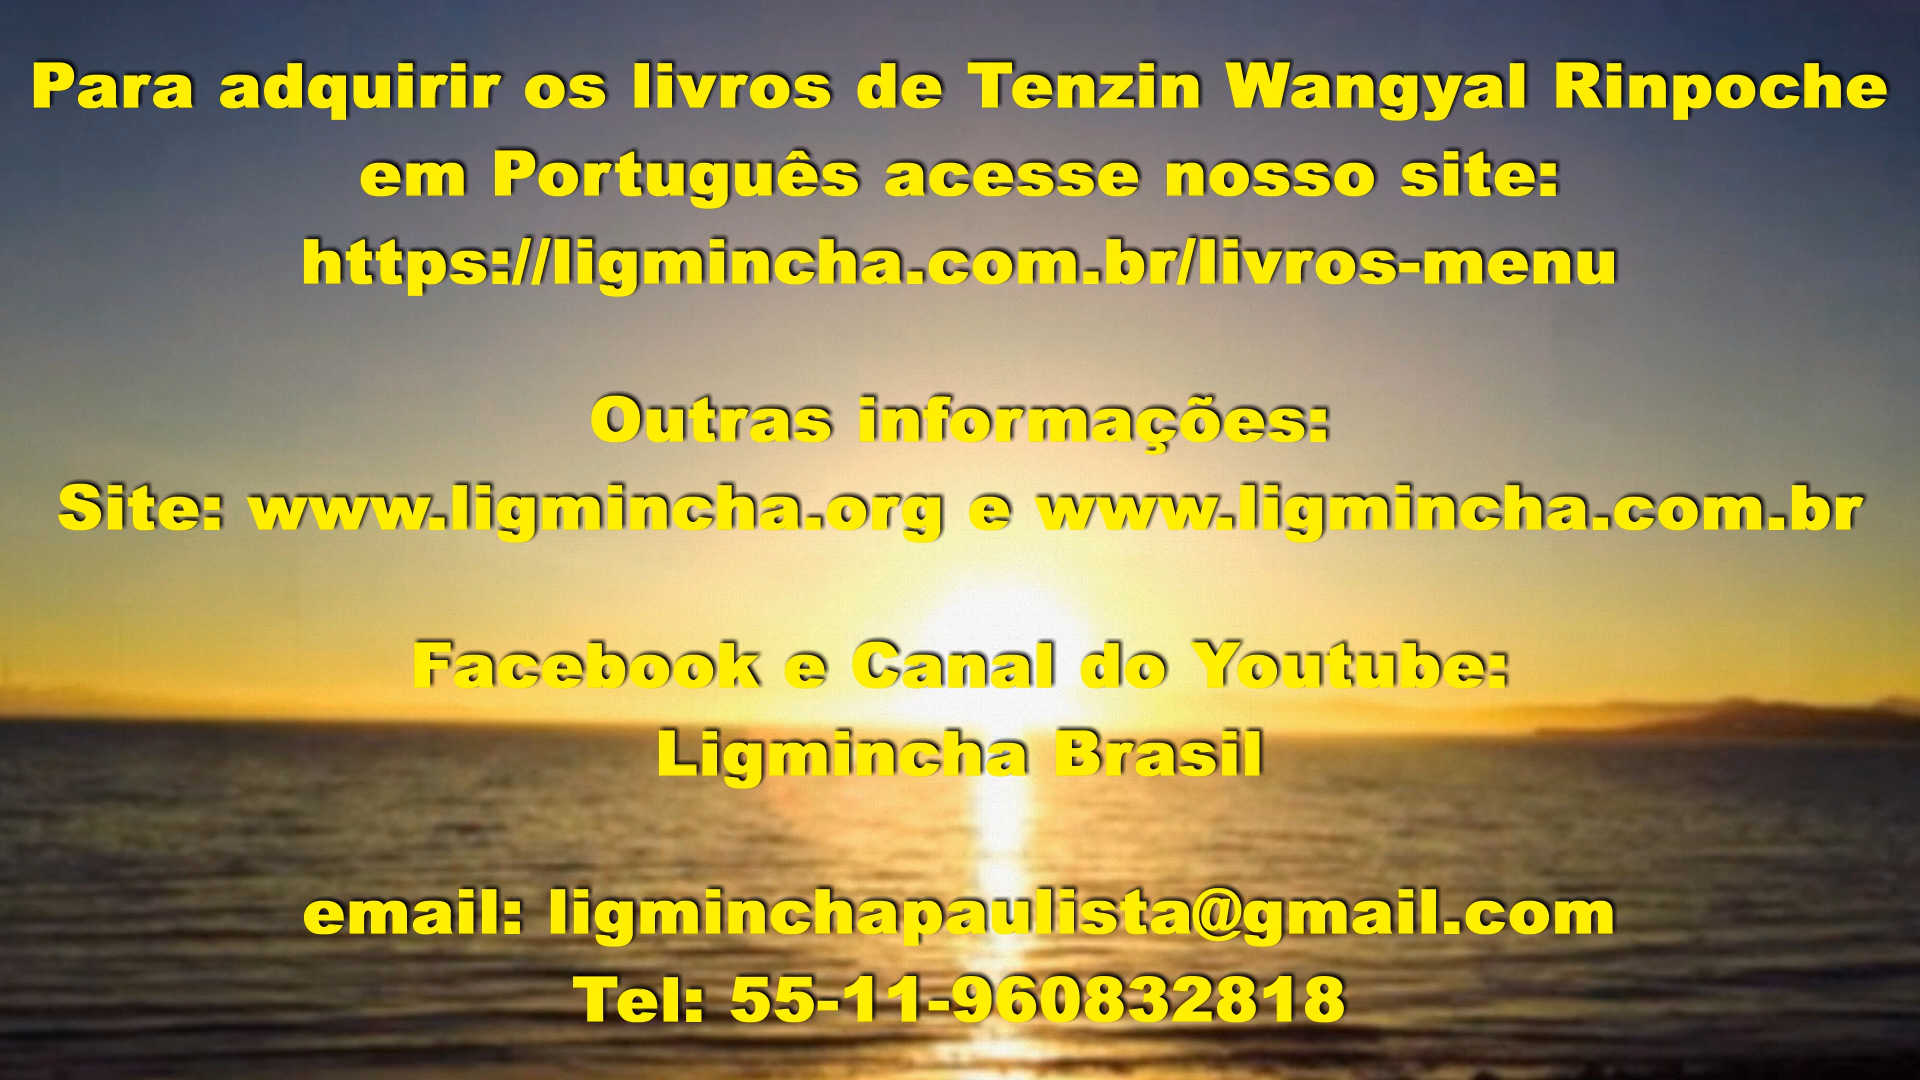 Para adquirir os livros de Tenzin Wangyal Rinpoche
em Português acesse nosso site:
https://ligmincha.com.br/livros-menu
Outras informações:
Site: www.ligmincha.org e www.ligmincha.com.br
Facebook e Canal do Youtube:
Ligmincha Brasil
email: ligminchapaulista@gmail.com
Tel: 55-11-960832818